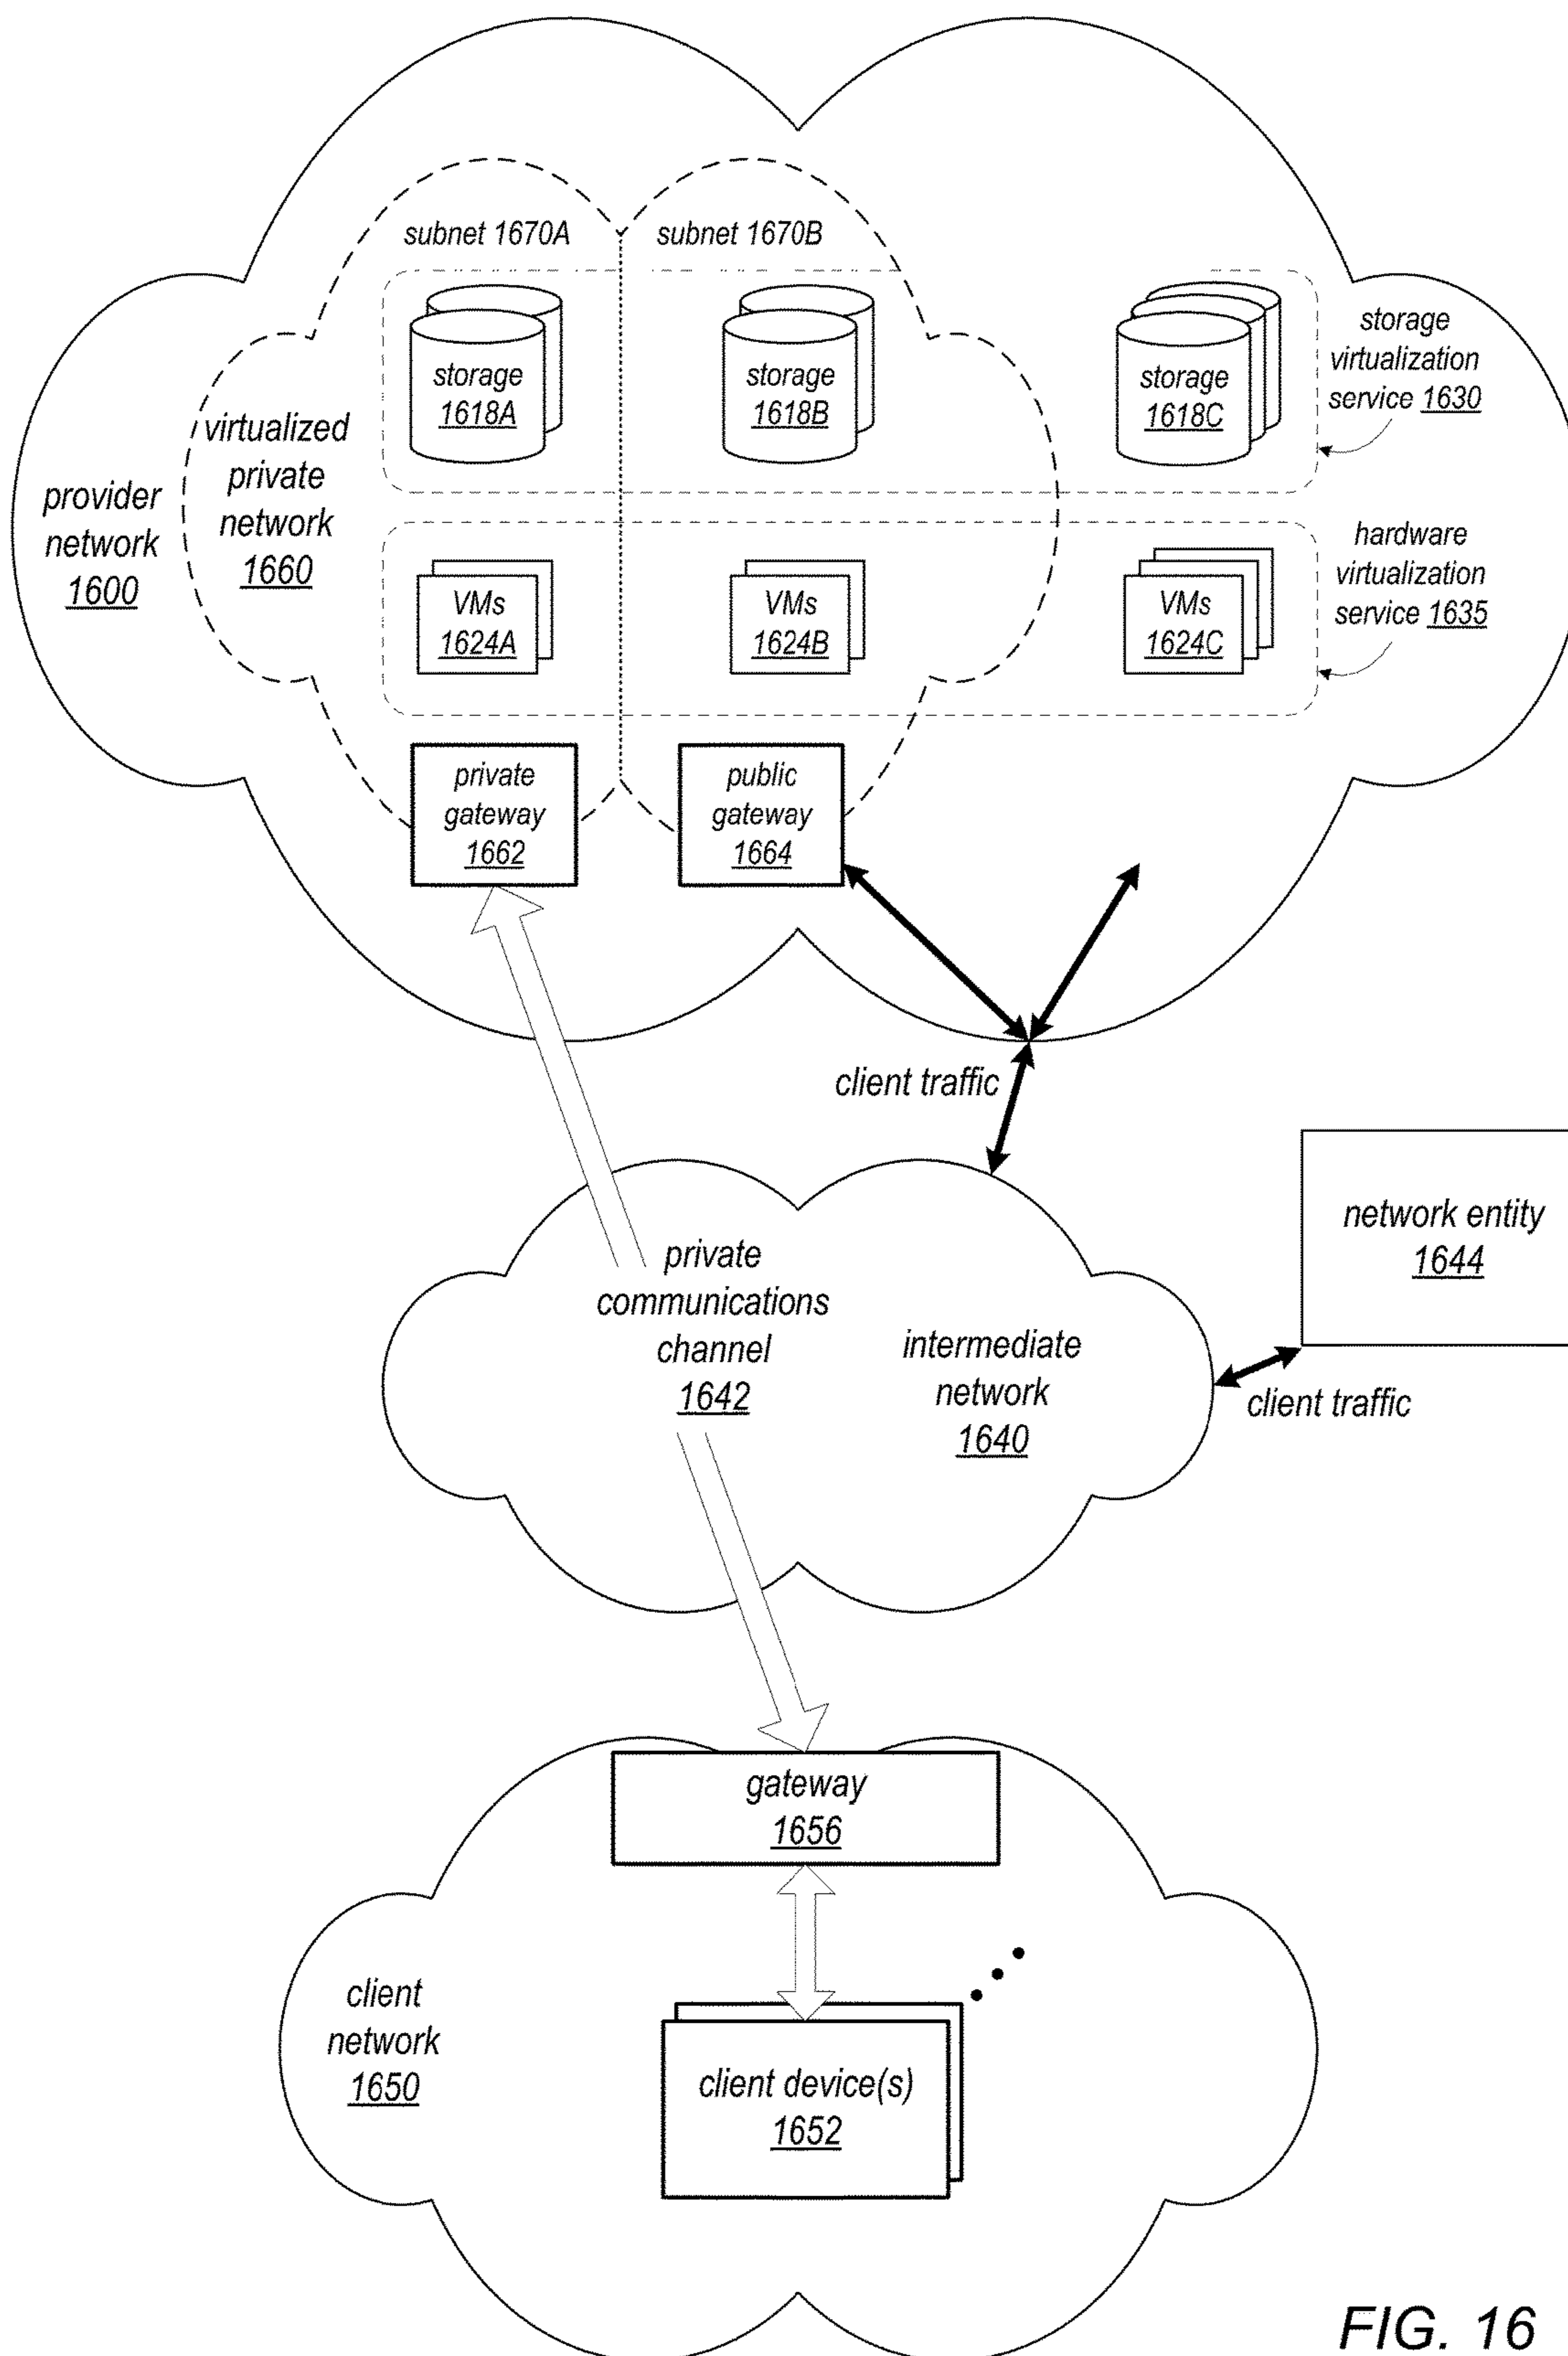 subnet 1670A
subnet 1670B
storage
1618A
storage
1618B
storage
1618C
storage
virtualization
service 1630
provider
network
1600
virtualized
private
network
1660
VMs
1624A
VMs
1624B
VMs
1624C
hardware
virtualization
service 1635
private
gateway
1662
public
gateway
1664
client traffic
network entity
1644
private
communications
channel
1642
intermediate
network
1640
client traffic
gateway
1656
client
network
1650
client device(s)
1652
FIG. 16